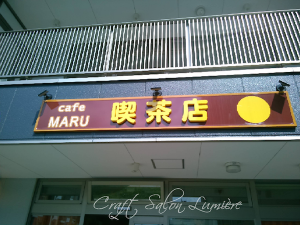 cafe
MARU
喫茶店
Craft Salon Lumière